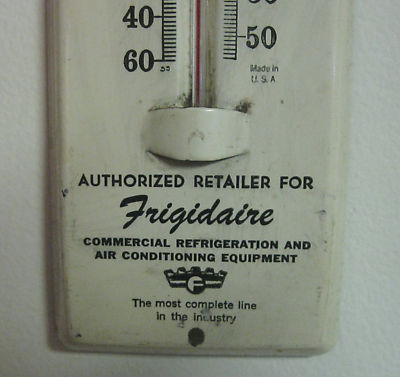 40
60
50
Made in
U.S.A
AUTHORIZED RETAILER FOR
Frigidaire
COMMERCIAL REFRIGERATION AND
AIR CONDITIONING EQUIPMENT
F
The most complete line
in the industry